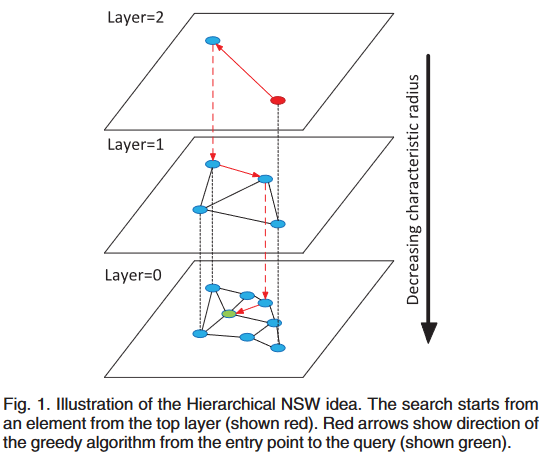 Layer=2
Layer=1
Layer=0
Decreasing characteristic radius
Fig. 1. Illustration of the Hierarchical NSW idea. The search starts from
an element from the top layer (shown red). Red arrows show direction of
the greedy algorithm from the entry point to the query (shown green).